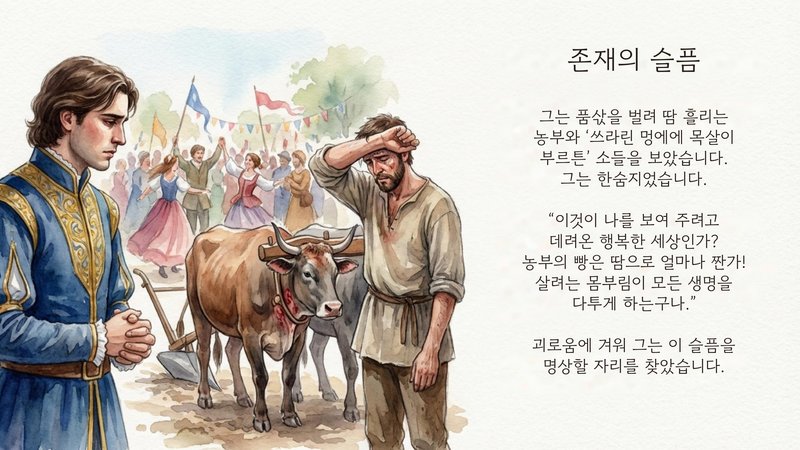 존재의 슬픔
그는 품삯을 벌려 땀 흘리는
농부와 ‘쓰라린 멍에에 목살이
부르튼’ 소들을 보았습니다.
그는 한숨지었습니다.
“이것이 나를 보여 주려고
데려온 행복한 세상인가?
농부의 빵은 땀으로 얼마나 짠가!
살려는 몸부림이 모든 생명을
다투게 하는구나.”
괴로움에 겨워 그는 이 슬픔을
명상할 자리를 찾았습니다.